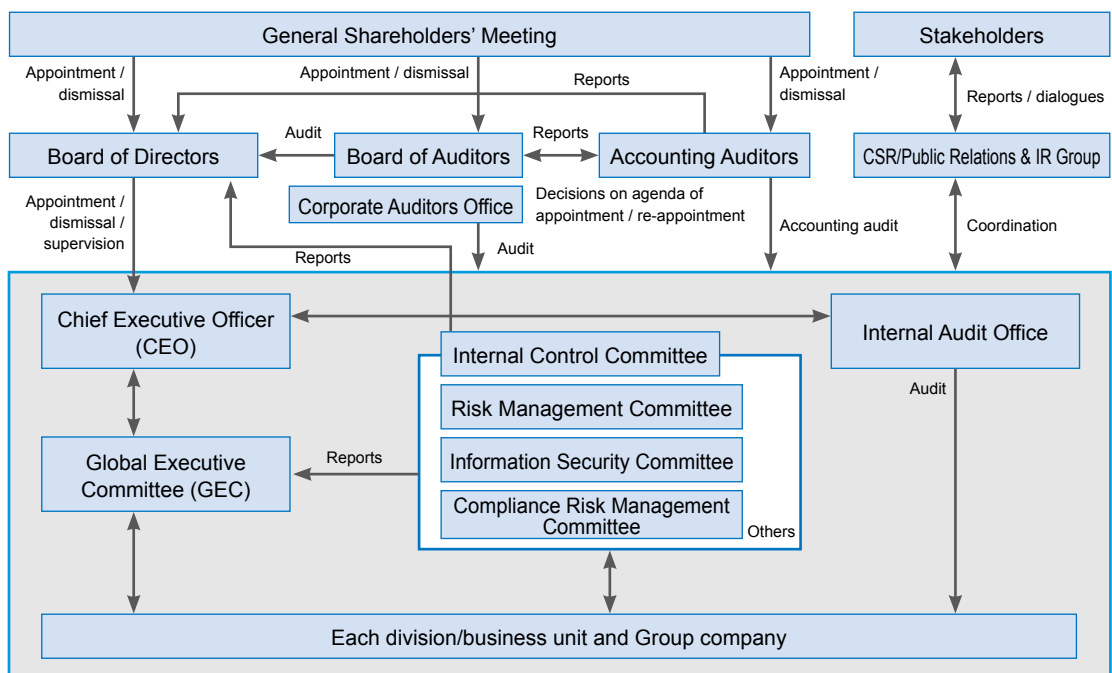 General Shareholders' Meeting
Stakeholders
Appointment /
dismissal
Appointment / dismissal
Reports
Appointment /
dismissal
Reports / dialogues
Board of Directors
Audit
Board of Auditors
Reports
Accounting Auditors
CSR/Public Relations & IR Group
Appointment /
dismissal /
supervision
Corporate Auditors Office
Decisions on agenda of
appointment / re-appointment
Reports
Audit
Accounting audit
Coordination
Chief Executive Officer
(CEO)
Internal Audit Office
Internal Control Committee
Risk Management Committee
Audit
Global Executive
Committee (GEC)
Reports
Information Security Committee
Compliance Risk Management
Committee
Others
Each division/business unit and Group company